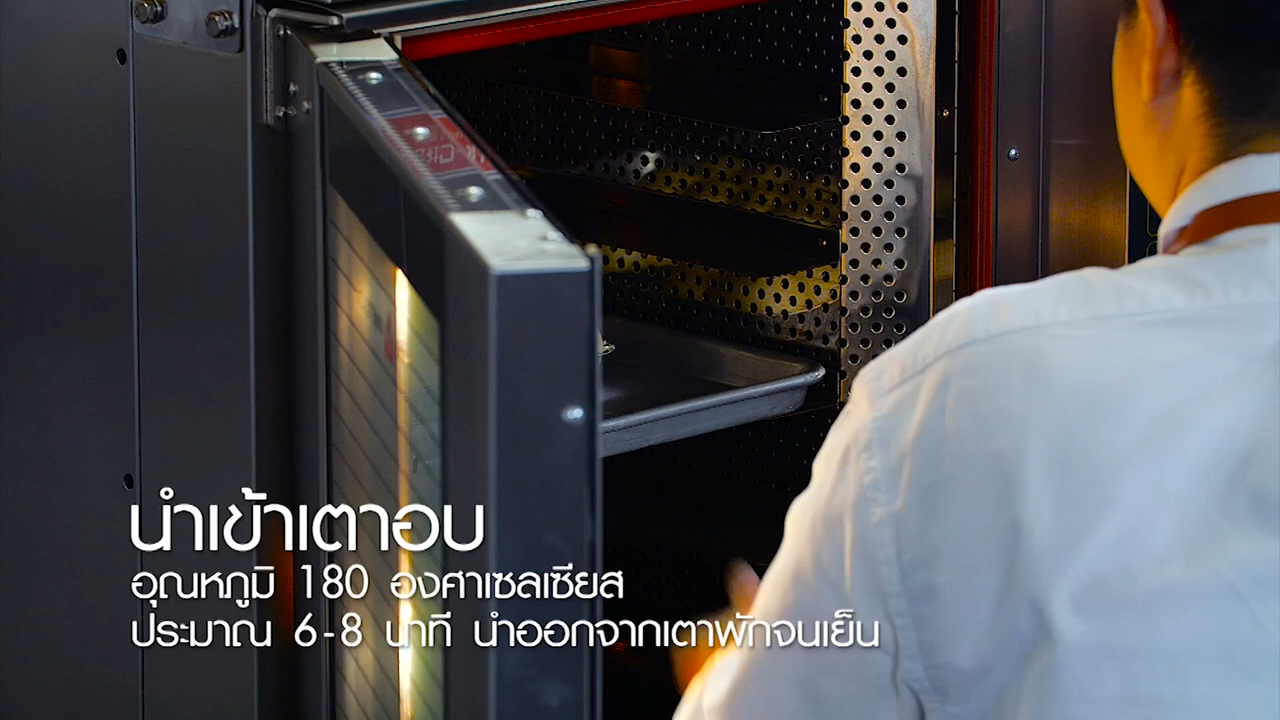 นำเข้าเตาอบ
อุณหภูมิ 180 องศาเซลเซียส
ประมาณ 6-8 นาที นำออกจากเตาพักจนเย็น